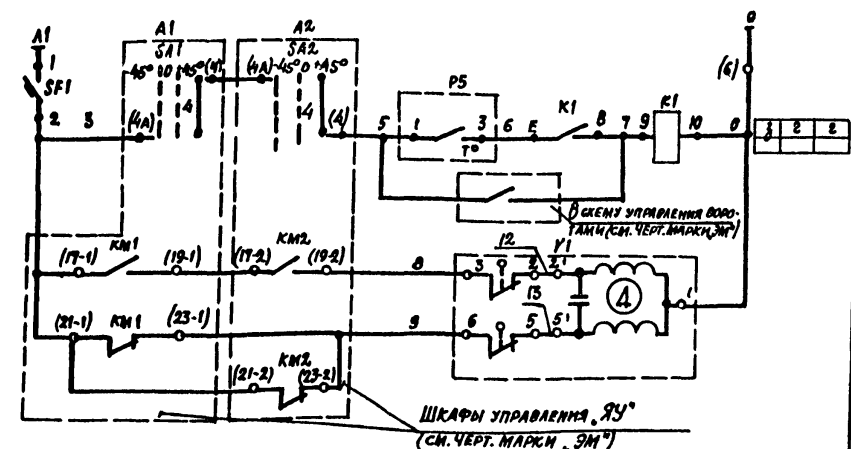 A1 A1 A2 0
1 SA1 SA2
SF1 -45° 0 45° (4) (4A) -45° 0 +45° (6)
P5
2 3 (4A) 4 4 (4) 5 1 3 6 E K1 8 7 9 K1 10 0 3 2 2
T° 0
В СХЕМУ УПРАВЛЕНИЯ ВОРО-
ТАМИ (СМ. ЧЕРТ. МАРКИ „ЭМ")
(17-1) KM1 (19-1) (17-2) KM2 (19-2) 8 3 12 2 2' Y1
Д 1
(21-1) KM1 (23-1) 9 6 13 5 5'
(21-2) KM2 (23-2)
ШКАФЫ УПРАВЛЕНИЯ „ЯУ"
(СМ. ЧЕРТ. МАРКИ „ЭМ")